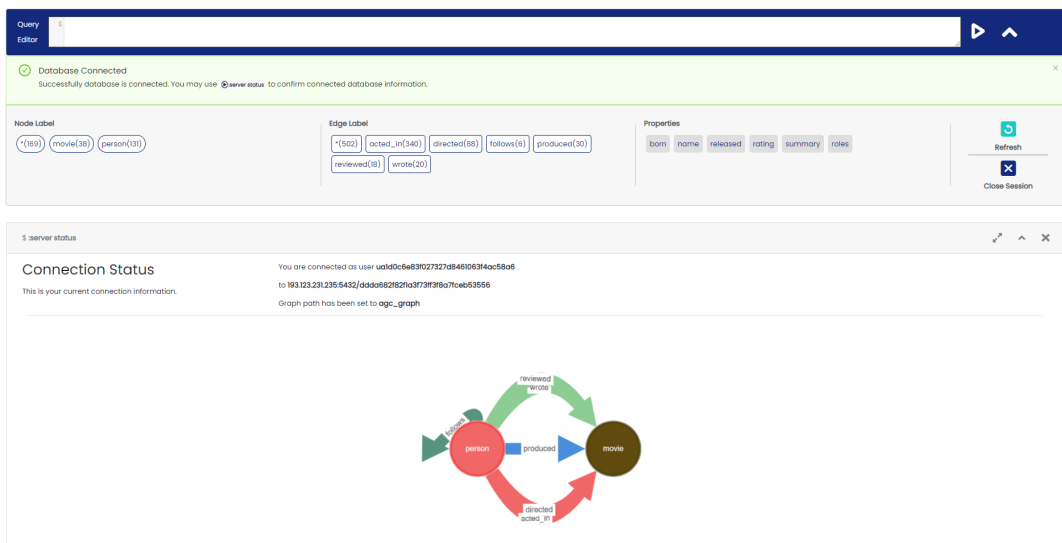 Query
Editor
$
Database Connected
Successfully database is connected. You may use :server status to confirm connected database information.
Node Label
*(169) movie(38) person(131)
Edge Label
*(502) acted_in(340) directed(88) follows(6) produced(30)
reviewed(18) wrote(20)
Properties
born name released rating summary roles
Refresh
Close Session
$ :server status
Connection Status
This is your current connection information.
You are connected as user ua1d0c6e83f027327d8461063f4ac58a6
to 193.123.231.235:5432/ddda682f82f1a3f73ff3f8a7fceb53556
Graph path has been set to agc_graph
reviewed
wrote
follows
person
produced
movie
directed
acted_in